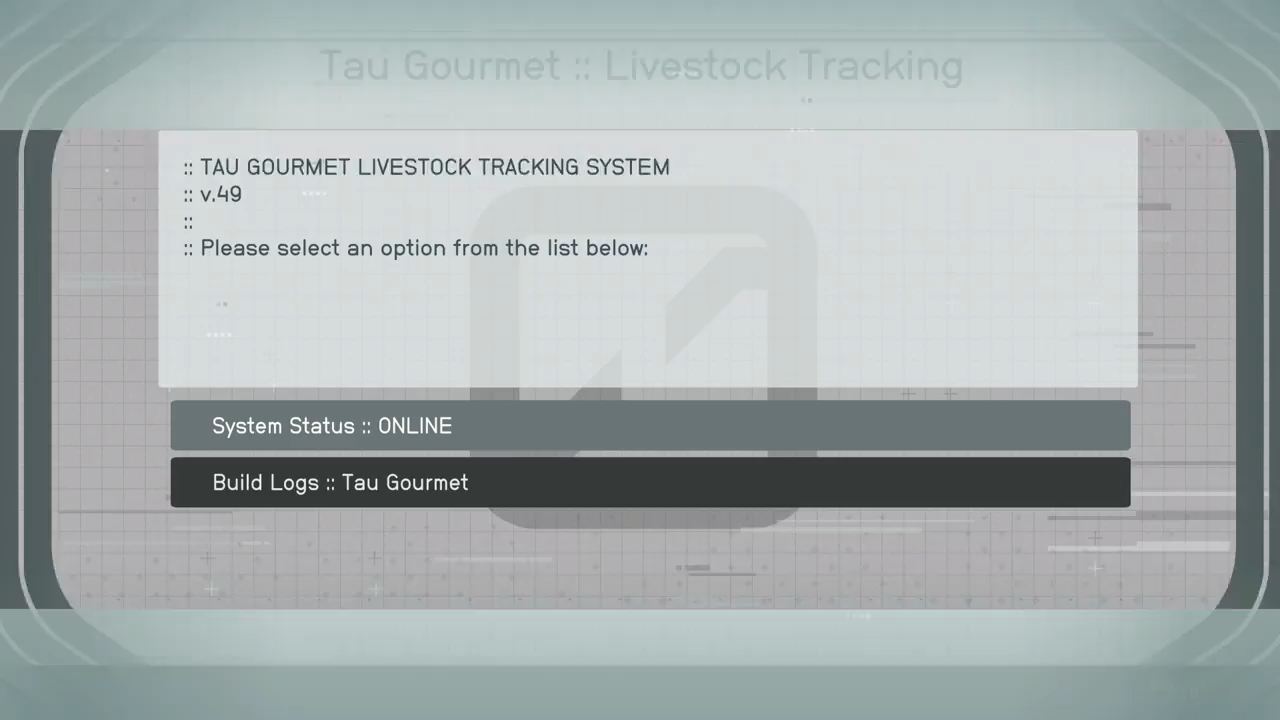 Tau Gourmet :: Livestock Tracking
:: TAU GOURMET LIVESTOCK TRACKING SYSTEM
:: v.49
::
:: Please select an option from the list below:
System Status :: ONLINE
Build Logs :: Tau Gourmet